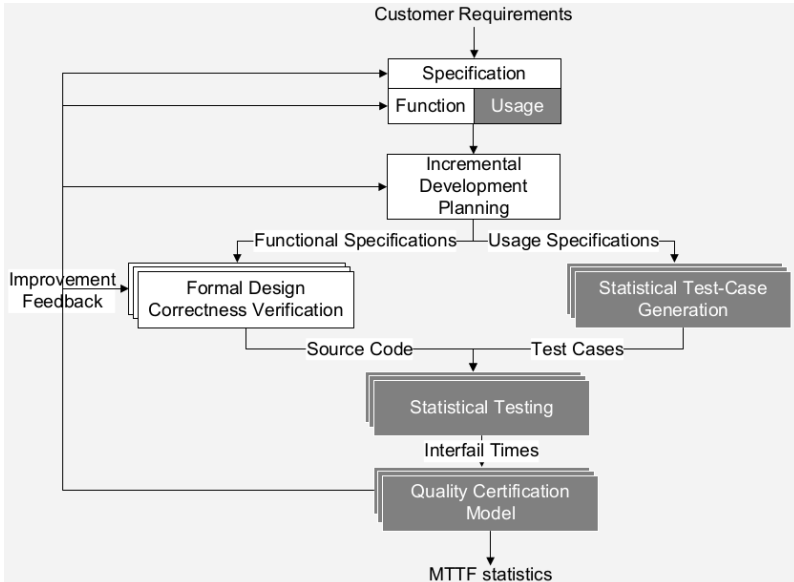 Customer Requirements
Specification
Function
Usage
Incremental
Development
Planning
Functional Specifications
Usage Specifications
Improvement
Feedback
Formal Design
Correctness Verification
Statistical Test-Case
Generation
Source Code
Test Cases
Statistical Testing
Interfail Times
Quality Certification
Model
MTTF statistics